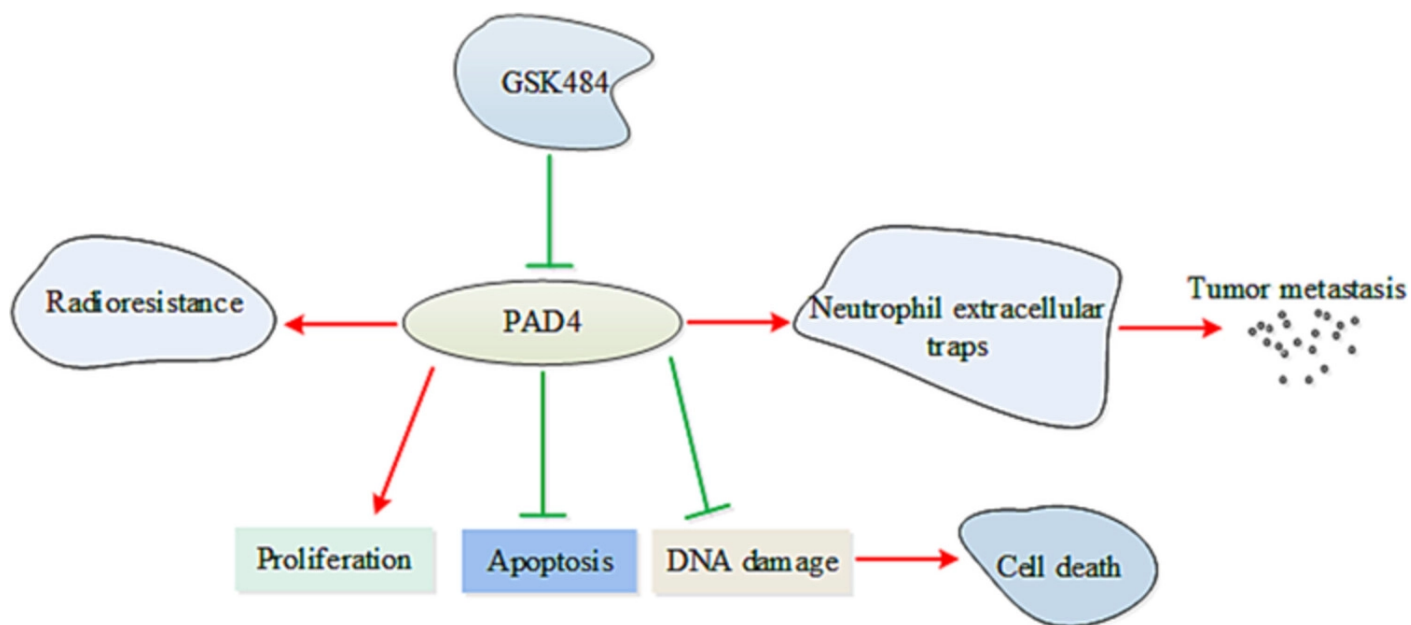 GSK484
Radioresistance
PAD4
Neutrophil extracellular
traps
Tumor metastasis
Proliferation
Apoptosis
DNA damage
Cell death